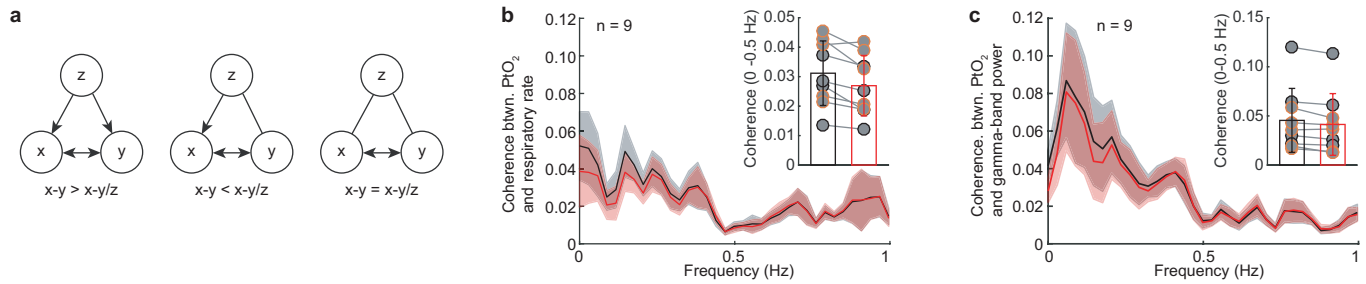 a
z
x
y
x-y > x-y/z
z
x
y
x-y < x-y/z
z
x
y
x-y = x-y/z
b
Coherence btwn. PtO2
and respiratory rate
0.12
0.10
0.08
0.06
0.04
0.02
0
n = 9
0
0.5
1
Frequency (Hz)
Coherence (0 -0.5 Hz)
0.05
0.04
0.03
0.02
0.01
0
c
Coherence. btwn. PtO2
and gamma-band power
0.12
0.10
0.08
0.06
0.04
0.02
0
n = 9
0
0.5
1
Frequency (Hz)
Coherence (0–0.5 Hz)
0.15
0.10
0.05
0